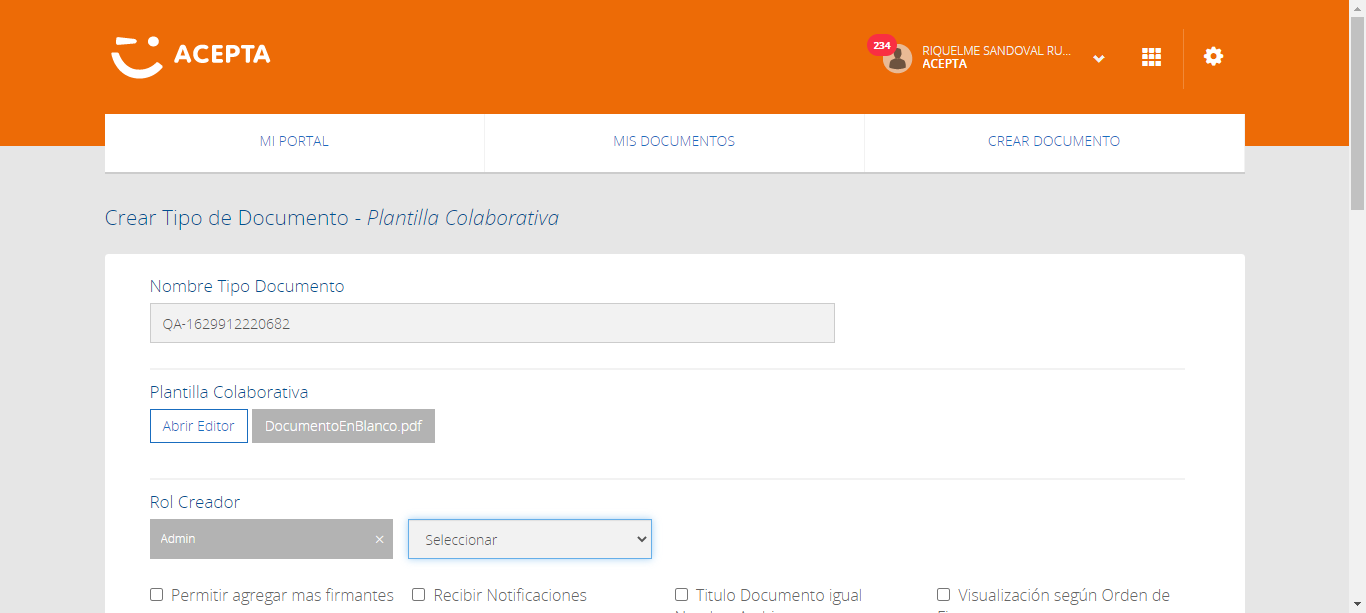 ACEPTA
234
RIQUELME SANDOVAL RU...
ACEPTA
MI PORTAL
MIS DOCUMENTOS
CREAR DOCUMENTO
Crear Tipo de Documento - Plantilla Colaborativa
Nombre Tipo Documento
QA-1629912220682
Plantilla Colaborativa
Abrir Editor
DocumentoEnBlanco.pdf
Rol Creador
Admin ×
Seleccionar
Permitir agregar mas firmantes
Recibir Notificaciones
Titulo Documento igual
Visualización según Orden de